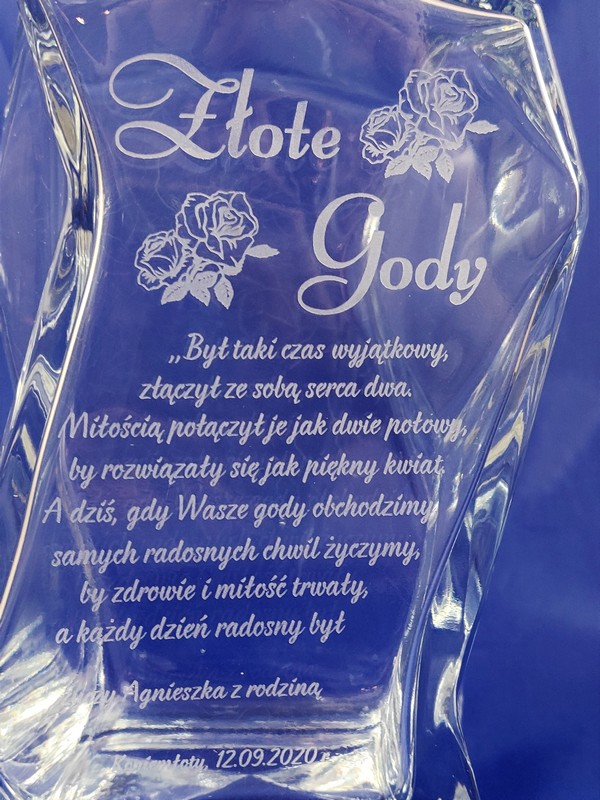 Złote
Gody
„Był taki czas wyjątkowy,
złączył ze sobą serca dwa.
Miłością połączył je jak dwie połowy,
by rozwiązały się jak piękny kwiat.
A dziś, gdy Wasze gody obchodzimy
samych radosnych chwil życzymy,
by zdrowie i miłość trwały,
a każdy dzień radosny był
Agnieszka z rodziną
Koniemłoty, 12.09.2020 r.